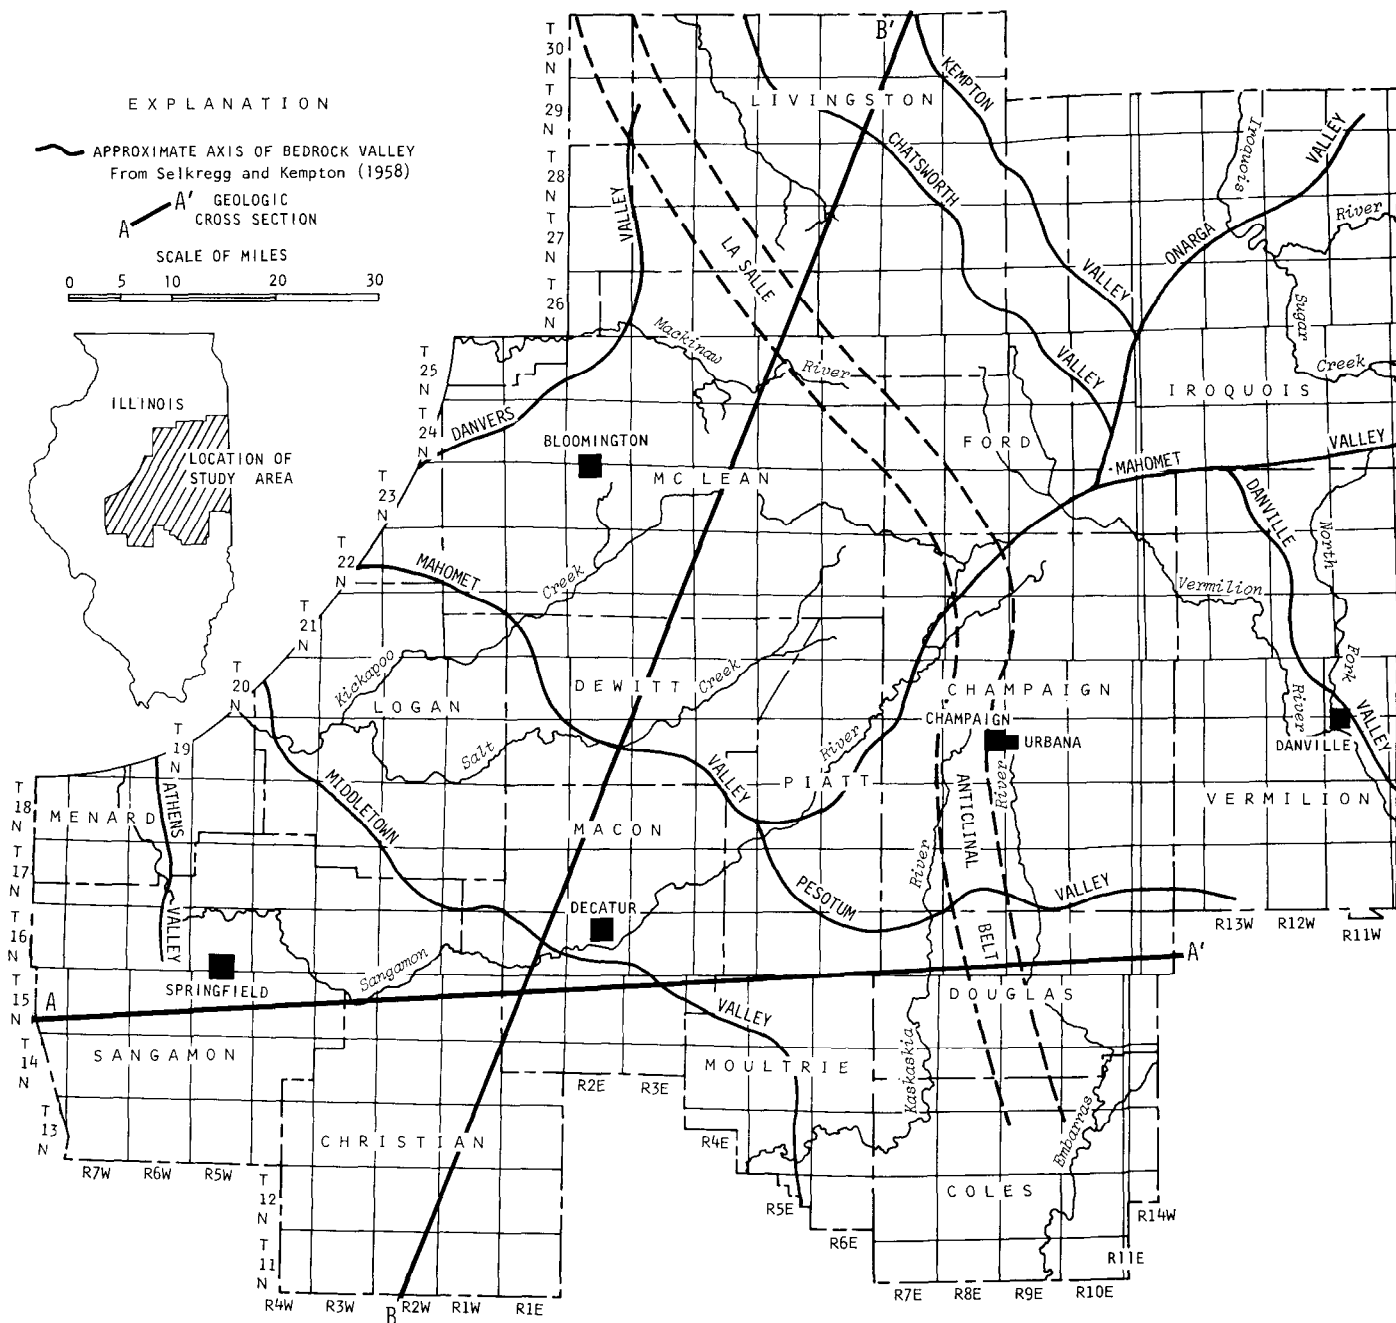 EXPLANATION
APPROXIMATE AXIS OF BEDROCK VALLEY
From Selkregg and Kempton (1958)
A A' GEOLOGIC
CROSS SECTION
SCALE OF MILES
0 5 10 20 30
ILLINOIS
LOCATION OF
STUDY AREA
T 30 N
T 29 N
T 28 N
T 27 N
T 26 N
T 25 N
T 24 N
T 23 N
T 22 N
T 21 N
T 20 N
T 19 N
T 18 N
T 17 N
T 16 N
T 15 N
T 14 N
T 13 N
T 12 N
T 11 N
B'
KEMPTON
VALLEY
LIVINGSTON
CHATSWORTH
VALLEY
Iroquois
River
VALLEY
ONARGA
Sugar
Creek
IROQUOIS
VALLEY
LA SALLE
Mackinaw
River
DANVERS
BLOOMINGTON
MC LEAN
FORD
MAHOMET
VALLEY
DANVILLE
North
Fork
Vermilion
River
VALLEY
DANVILLE
VERMILION
MAHOMET
Creek
Kickapoo
LOGAN
DEWITT
Creek
Salt
VALLEY
River
PIATT
CHAMPAIGN
CHAMPAIGN
URBANA
River
ANTICLINAL
River
BELT
MENARD
ATHENS
VALLEY
MIDDLETOWN
MACON
DECATUR
PESOTUM
VALLEY
Sangamon
SPRINGFIELD
A
A'
SANGAMON
VALLEY
MOULTRIE
DOUGLAS
Kaskaskia
Embarras
CHRISTIAN
COLES
B
R13W
R12W
R11W
R2E
R3E
R4E
R5E
R6E
R14W
R11E
R7W
R6W
R5W
R4W
R3W
R2W
R1W
R1E
R7E
R8E
R9E
R10E